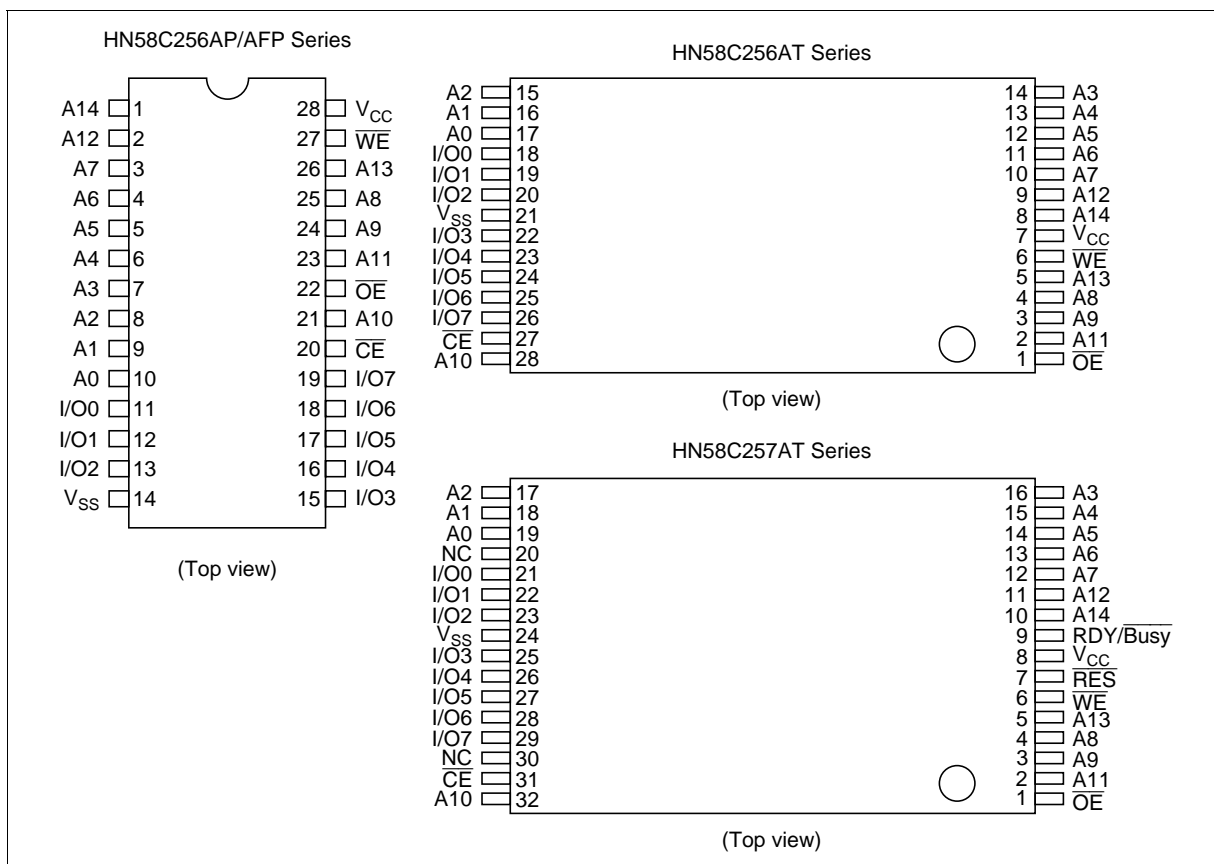 HN58C256AP/AFP Series
A14 1 28 VCC
A12 2 27 WE
A7 3 26 A13
A6 4 25 A8
A5 5 24 A9
A4 6 23 A11
A3 7 22 OE
A2 8 21 A10
A1 9 20 CE
A0 10 19 I/O7
I/O0 11 18 I/O6
I/O1 12 17 I/O5
I/O2 13 16 I/O4
VSS 14 15 I/O3
(Top view)
HN58C256AT Series
A2 15 14 A3
A1 16 13 A4
A0 17 12 A5
I/O0 18 11 A6
I/O1 19 10 A7
I/O2 20 9 A12
VSS 21 8 A14
I/O3 22 7 VCC
I/O4 23 6 WE
I/O5 24 5 A13
I/O6 25 4 A8
I/O7 26 3 A9
CE 27 2 A11
A10 28 1 OE
(Top view)
HN58C257AT Series
A2 17 16 A3
A1 18 15 A4
A0 19 14 A5
NC 20 13 A6
I/O0 21 12 A7
I/O1 22 11 A12
I/O2 23 10 A14
VSS 24 9 RDY/Busy
I/O3 25 8 VCC
I/O4 26 7 RES
I/O5 27 6 WE
I/O6 28 5 A13
I/O7 29 4 A8
NC 30 3 A9
CE 31 2 A11
A10 32 1 OE
(Top view)